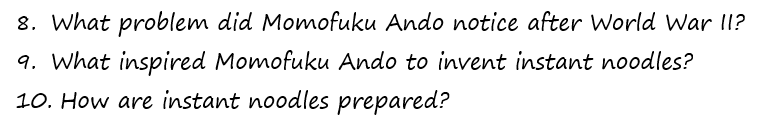 8. What problem did Momofuku Ando notice after World War II?
9. What inspired Momofuku Ando to invent instant noodles?
10. How are instant noodles prepared?